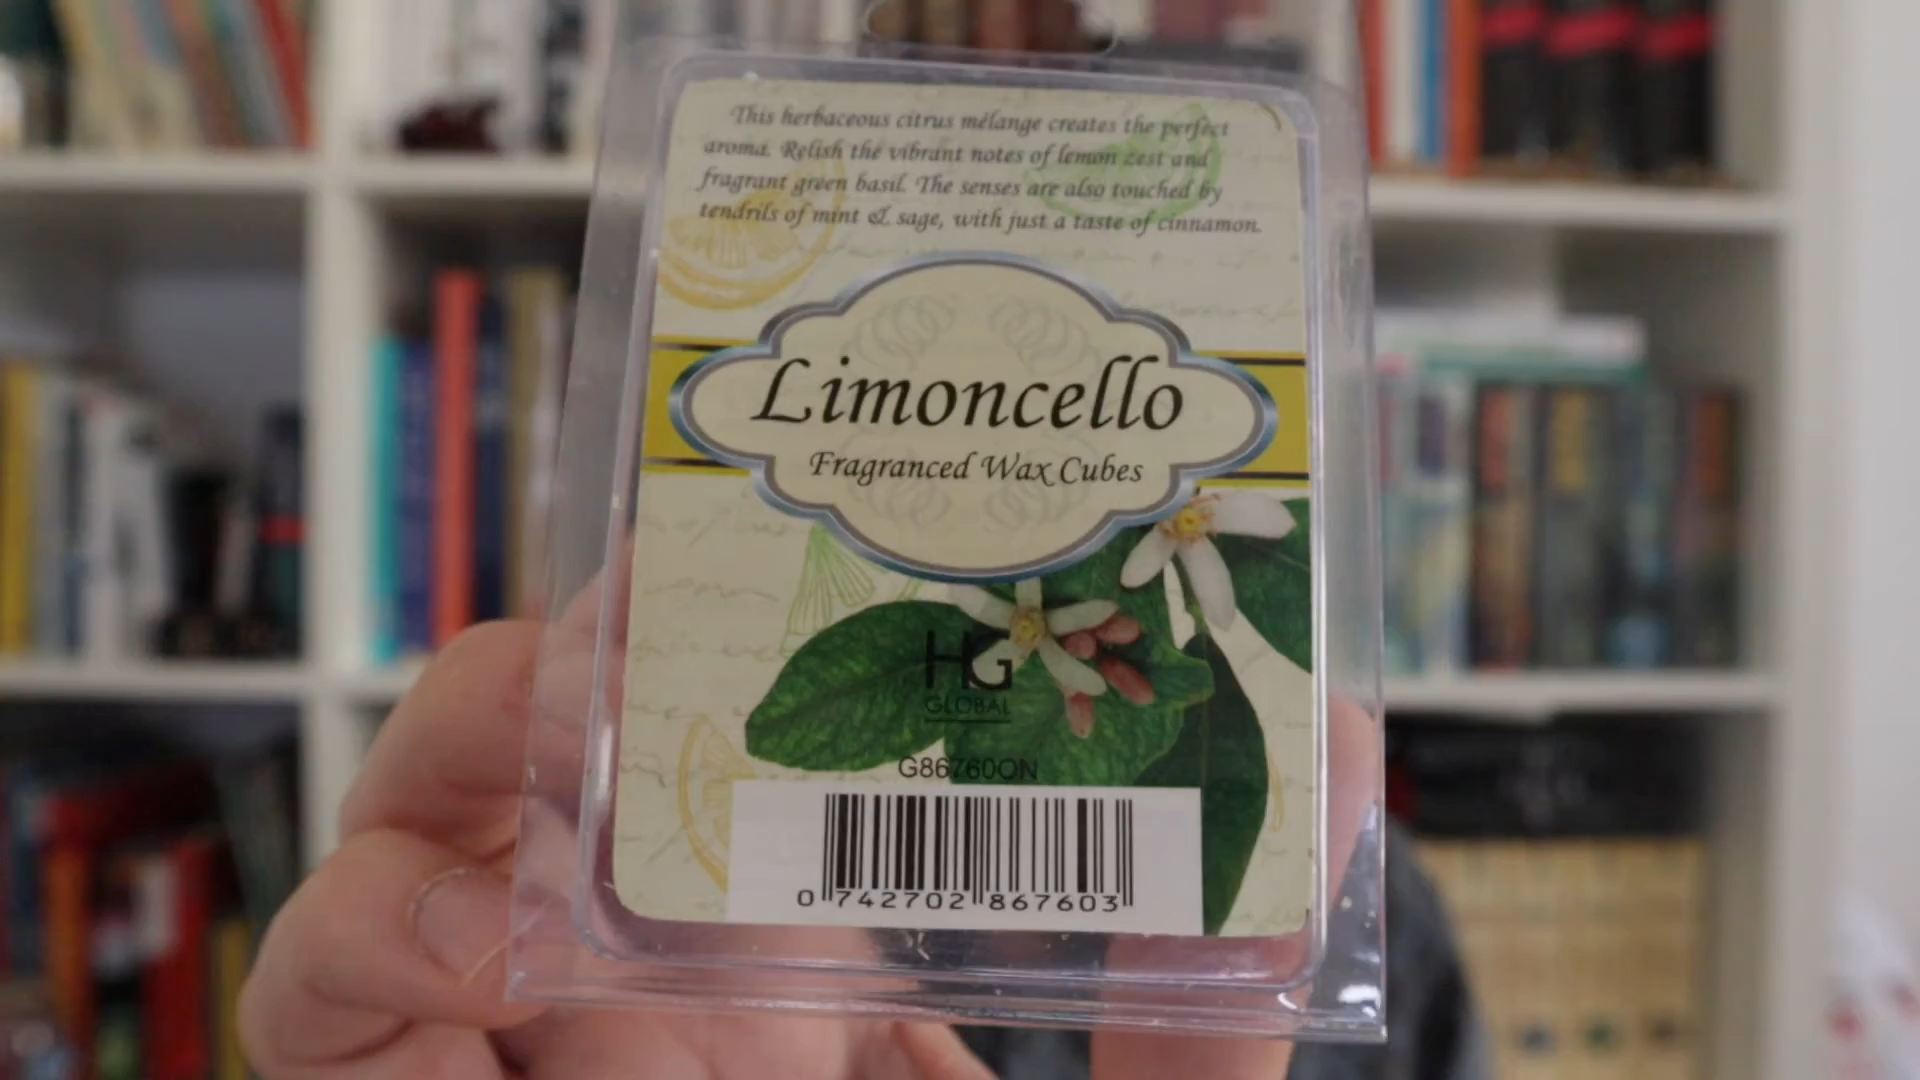 This herbaceous citrus mélange creates the perfect
aroma. Relish the vibrant notes of lemon zest and
fragrant green basil. The senses are also touched by
tendrils of mint & sage, with just a taste of cinnamon.
Limoncello
Fragranced Wax Cubes
HG
GLOBAL
G86760ON
0 742702 867603